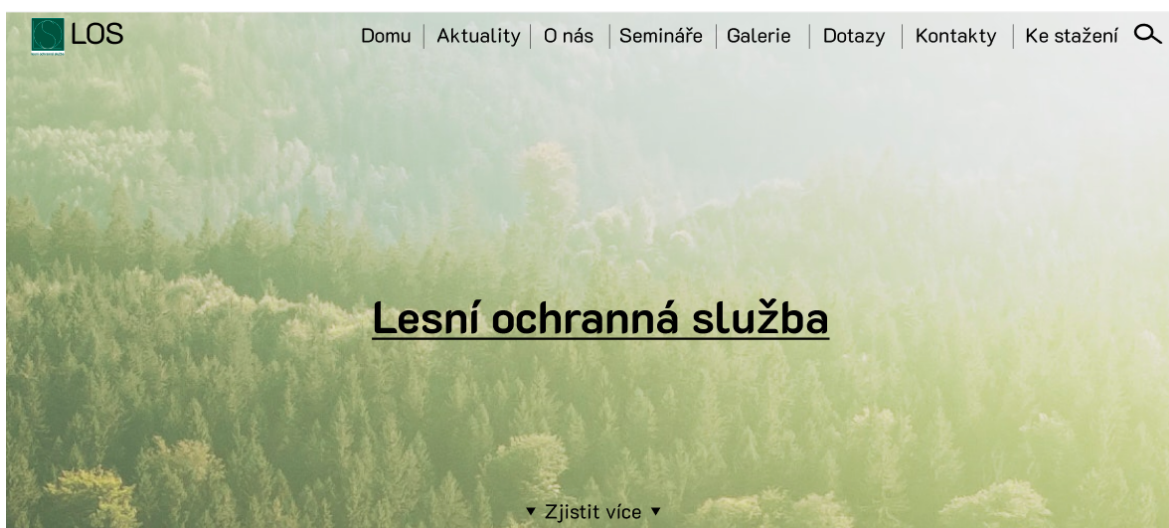 LOS
Domu | Aktuality | O nás | Semináře | Galerie | Dotazy | Kontakty | Ke stažení
Lesní ochranná služba
▼ Zjistit více ▼